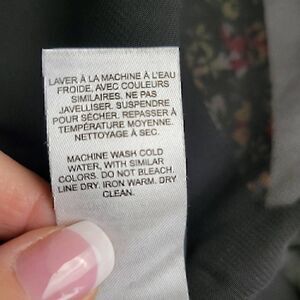 LAVER À LA MACHINE À L'EAU
FROIDE, AVEC COULEURS
SIMILAIRES. NE PAS
JAVELLISER. SUSPENDRE
POUR SÉCHER. REPASSER À
TEMPÉRATURE MOYENNE.
NETTOYAGE À SEC.
MACHINE WASH COLD
WATER, WITH SIMILAR
COLORS. DO NOT BLEACH.
LINE DRY. IRON WARM. DRY
CLEAN.